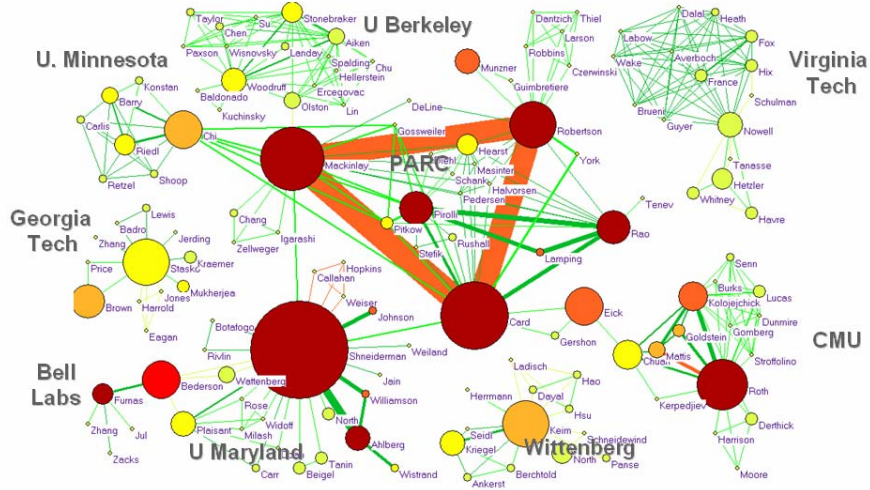 Taylor
Su
Stonebraker
U Berkeley
Dantzich
Thiel
Dalal
Heath
Chen
Larson
Labow
Fox
Paxson
Wisnovsky
Landay
Aiken
Robbins
Wake
Averboch
Hix
Virginia
Tech
U. Minnesota
Spalding
Chu
Munzner
Czerwinski
France
Hellerstein
Guimbretiere
Schulman
Konstan
Baldonado
Woodruff
Ercegovac
Barry
Kuchinsky
Olston
Lin
DeLine
Brueni
Guyer
Nowell
Carlis
Chi
Gossweiler
Robertson
Riedl
Mackinlay
PARC
Hearst
York
Tanasse
Masinter
Hetzler
Retzel
Shoop
Schank
Halvorsen
Pedersen
Whitney
Georgia
Tech
Lewis
Badro
Chang
Pirolli
Tenev
Havre
Jerding
Pitkow
Rushall
Rao
Zhang
Zellweger
Igarashi
Stefik
Lamping
Senn
Price
Stasko
Kraemer
Callahan
Hopkins
Burks
Mukherjea
Jones
Weiser
Kolojejchick
Lucas
Brown
Harrold
Johnson
Card
Eick
Goldstein
Dunmire
Gomberg
CMU
Eagan
Botafogo
Rivlin
Shneiderman
Weiland
Gershon
Chuah
Mattis
Stroffolino
Bell
Labs
Bederson
Wattenberg
Jain
Ladisch
Hao
Roth
Furnas
Williamson
Herrmann
Dayal
Kerpedjiev
Rose
North
Hsu
Derthick
Zhang
Jul
Plaisant
Widoff
Milash
Seidl
Keim
Schneidewind
Harrison
U Maryland
Ahlberg
Kriegel
Wittenberg
Zacks
Tanin
Wistrand
North
Panse
Carr
Beigel
Ankerst
Berchtold
Moore